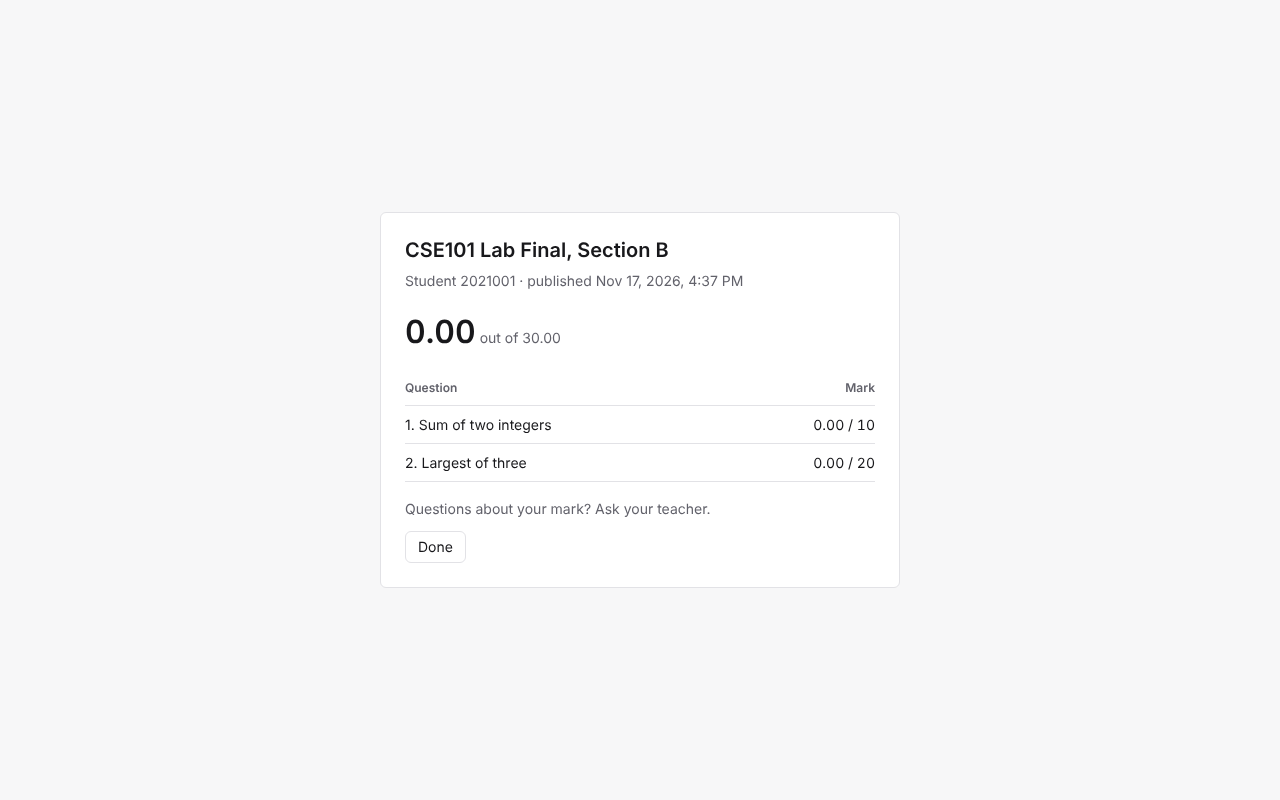 CSE101 Lab Final, Section B
Student 2021001 · published Nov 17, 2026, 4:37 PM
0.00 out of 30.00
Question Mark
1. Sum of two integers 0.00 / 10
2. Largest of three 0.00 / 20
Questions about your mark? Ask your teacher.
Done